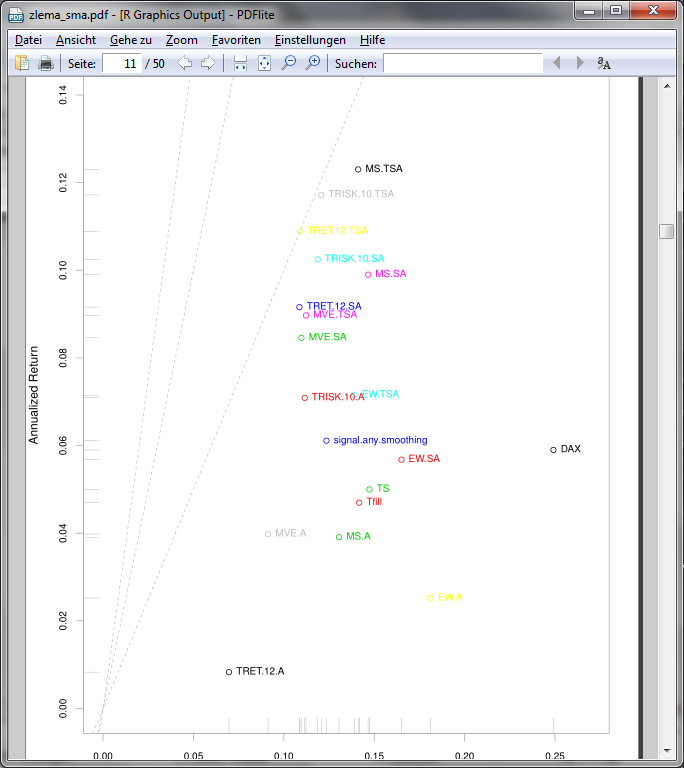 zlema_sma.pdf - [R Graphics Output] - PDFlite
Datei Ansicht Gehe zu Zoom Favoriten Einstellungen Hilfe
Seite: 11 / 50 Suchen:
0.14
MS.TSA
0.12
TRISK.10.TSA
TRET.12.TSA
TRISK.10.SA
0.10
MS.SA
TRET.12.SA
MVE.TSA
MVE.SA
0.08
Annualized Return
TRISK.10.A
EW.TSA
signal.any.smoothing
0.06
DAX
EW.SA
TS
Tfill
0.04
MVE.A
MS.A
EW.A
0.02
TRET.12.A
0.00
0.00 0.05 0.10 0.15 0.20 0.25